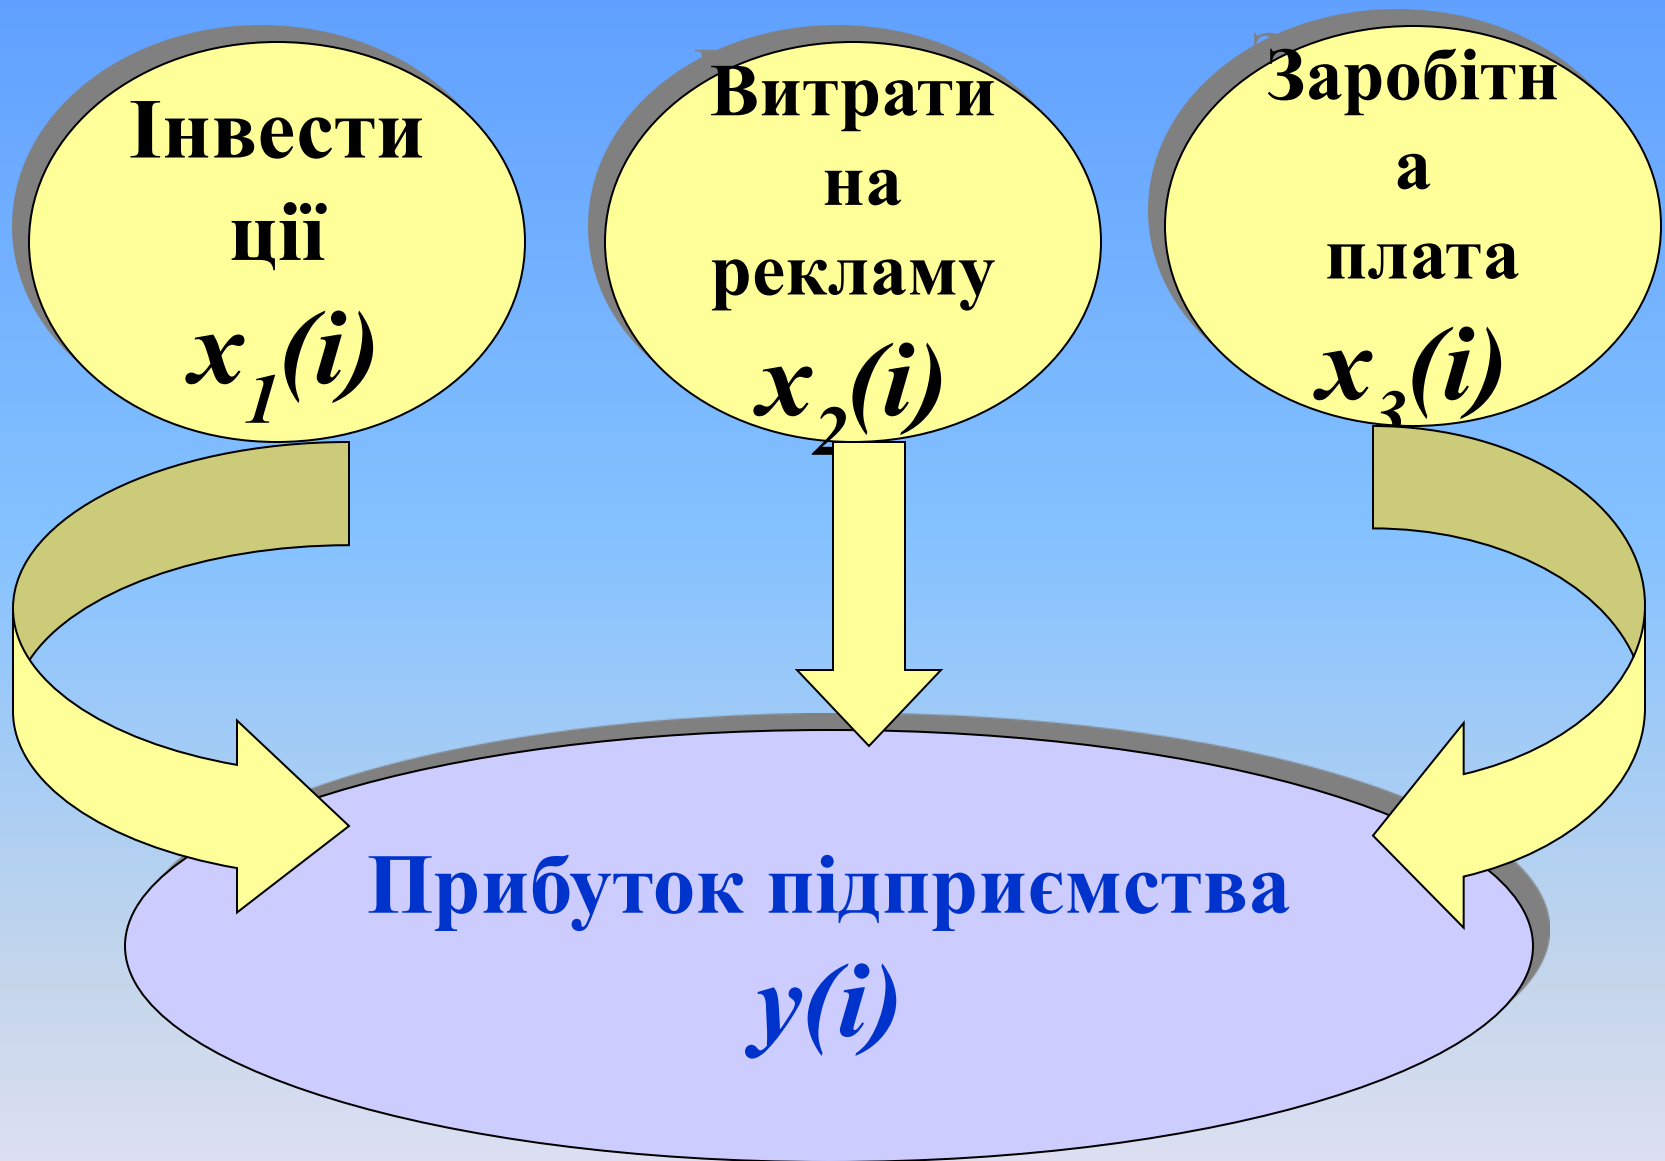 Інвести
ції
x1(i)
Витрати
на
рекламу
x2(i)
Заробітн
а
плата
x3(i)
Прибуток підприємства
y(i)